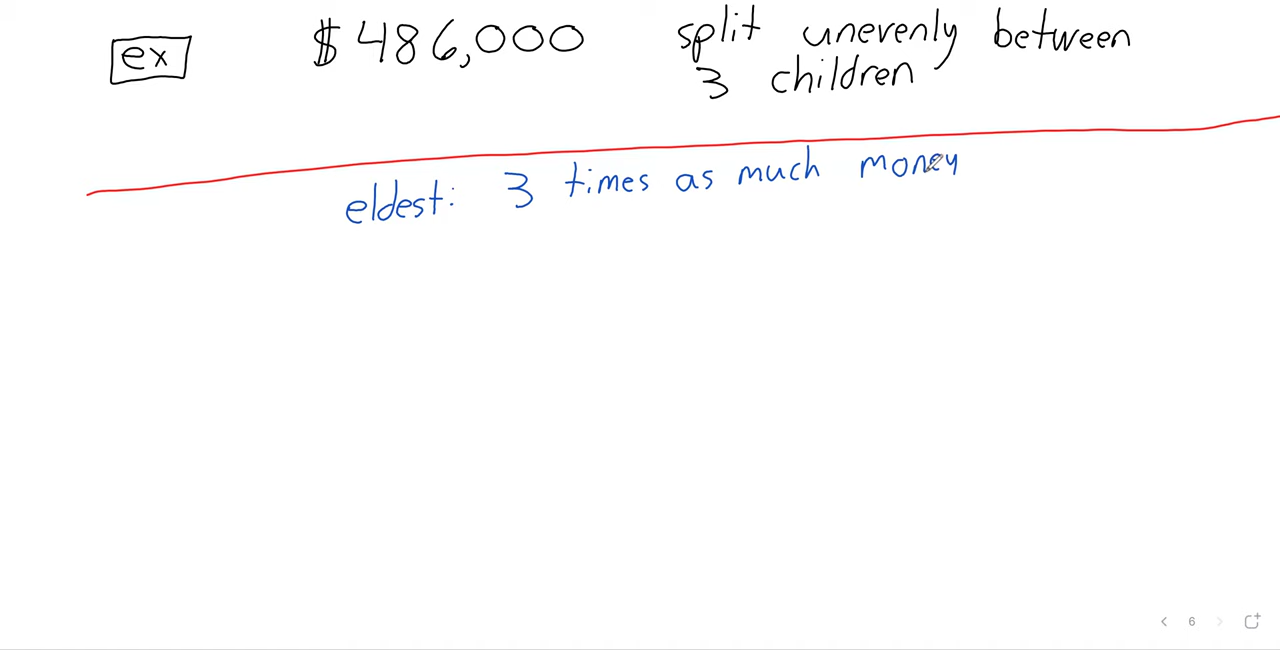 ex $486,000 split unevenly between
3 children
eldest: 3 times as much money
6